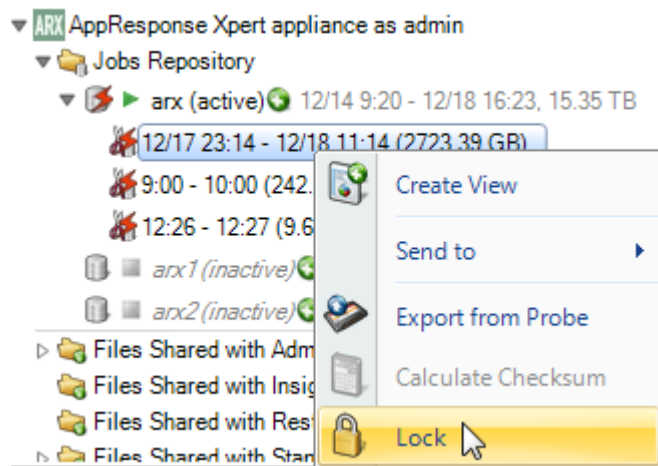 ARX AppResponse Xpert appliance as admin
Jobs Repository
arx (active) 12/14 9:20 - 12/18 16:23, 15.35 TB
12/17 23:14 - 12/18 11:14 (2723.39 GB)
9:00 - 10:00 (242.
Create View
12:26 - 12:27 (9.6
Send to
arx1 (inactive)
arx2 (inactive)
Export from Probe
Files Shared with Adm
Calculate Checksum
Files Shared with Insig
Files Shared with Res
Lock
Files Shared with Stan